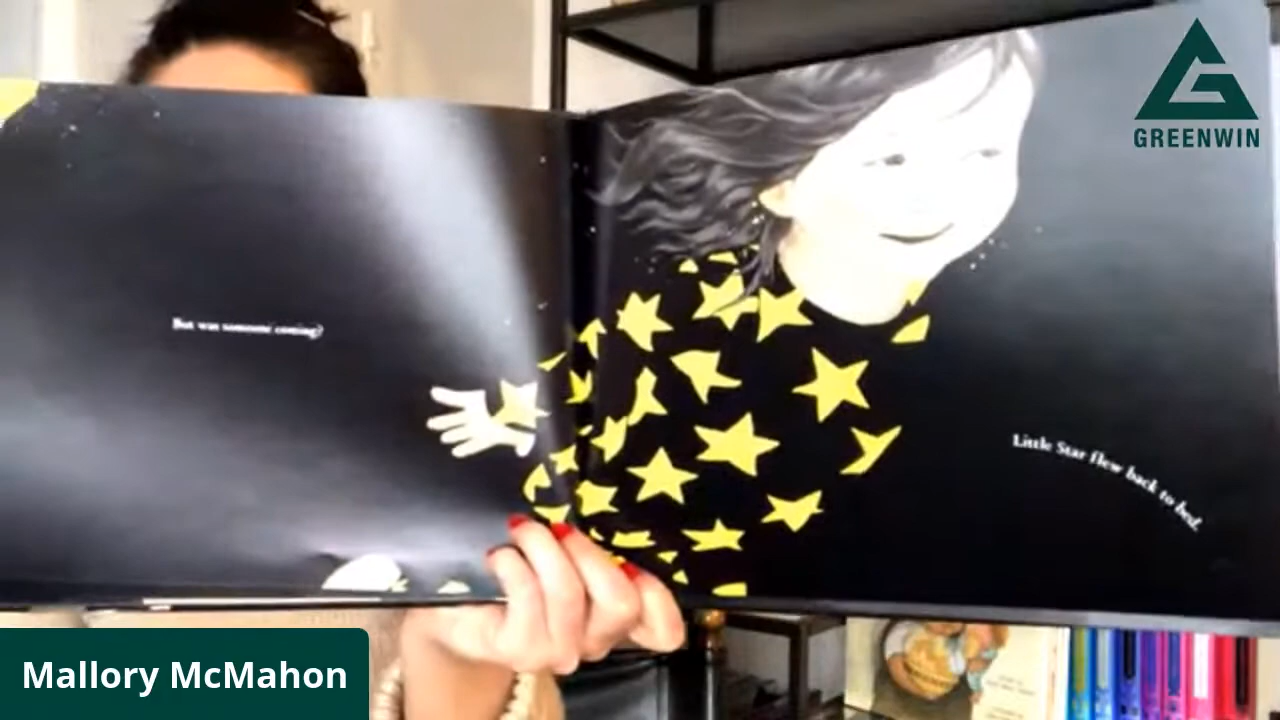 GREENWIN
But was someone coming?
Little Star flew back to bed.
Mallory McMahon